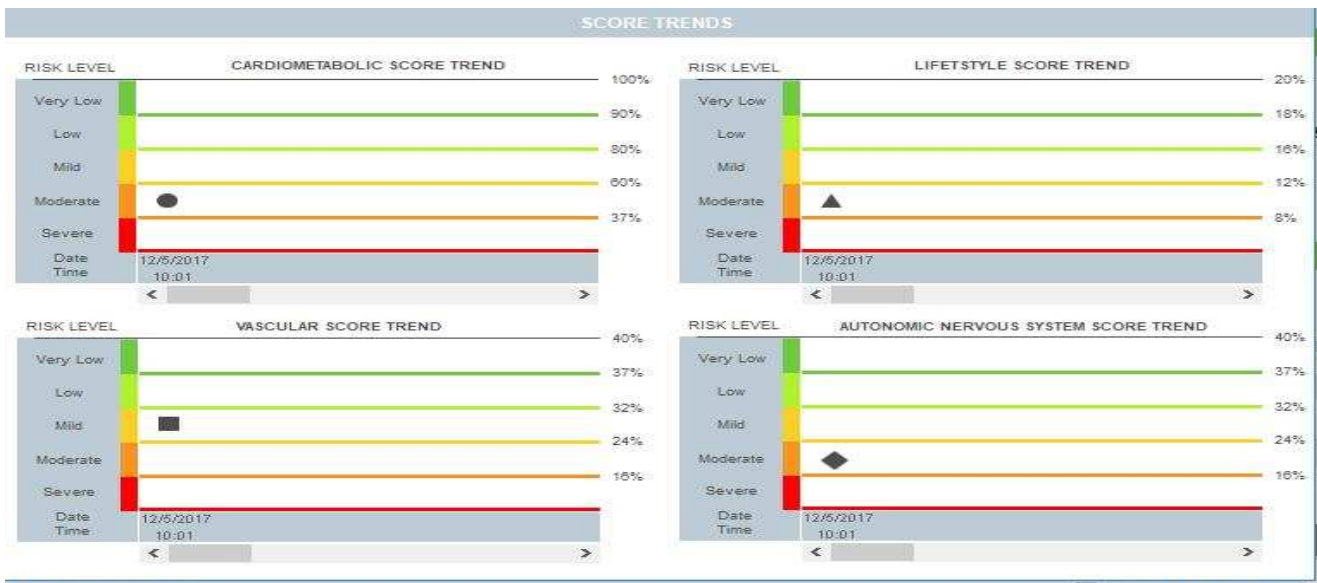 SCORE TRENDS
RISK LEVEL
CARDIOMETABOLIC SCORE TREND
100%
Very Low
90%
Low
80%
Mild
60%
Moderate
37%
Severe
Date
Time
12/5/2017
10:01
<
>
RISK LEVEL
LIFETSTYLE SCORE TREND
20%
Very Low
18%
Low
16%
Mild
12%
Moderate
8%
Severe
Date
Time
12/5/2017
10:01
<
>
RISK LEVEL
VASCULAR SCORE TREND
40%
Very Low
37%
Low
32%
Mild
24%
Moderate
16%
Severe
Date
Time
12/5/2017
10:01
<
>
RISK LEVEL
AUTONOMIC NERVOUS SYSTEM SCORE TREND
40%
Very Low
37%
Low
32%
Mild
24%
Moderate
16%
Severe
Date
Time
12/5/2017
10:01
<
>